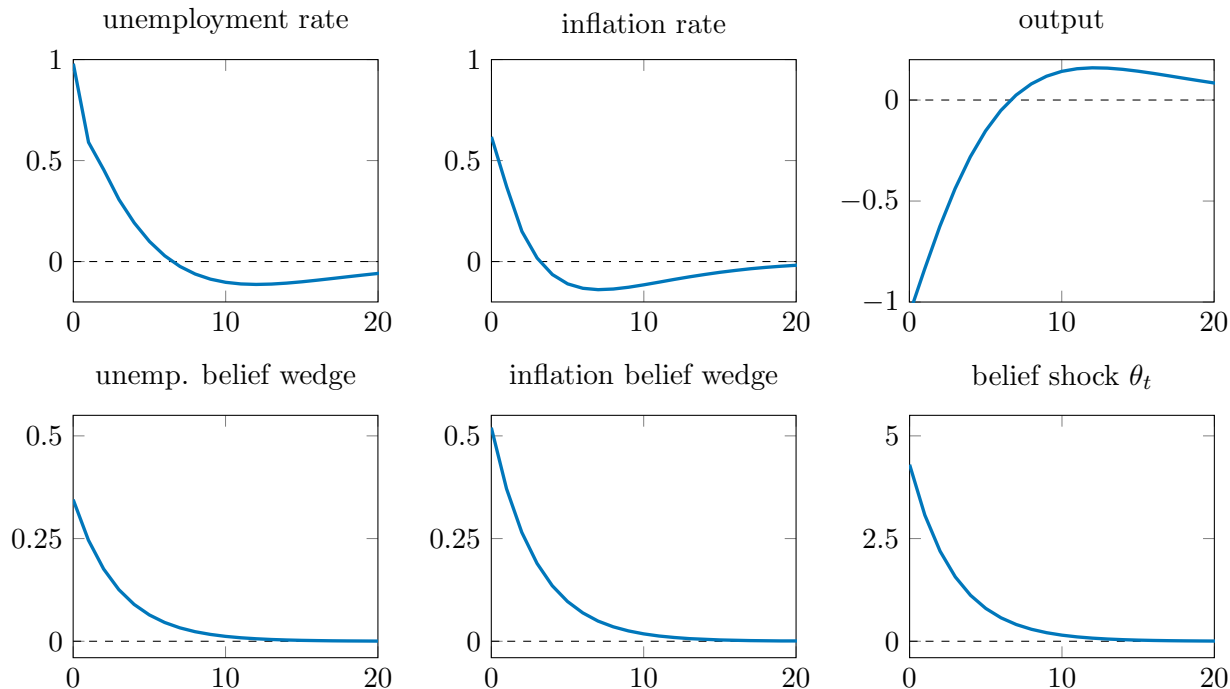 unemployment rate
1
0.5
0
0 10 20
inflation rate
1
0.5
0
0 10 20
output
0
−0.5
−1
0 10 20
unemp. belief wedge
0.5
0.25
0
0 10 20
inflation belief wedge
0.5
0.25
0
0 10 20
belief shock θt
5
2.5
0
0 10 20